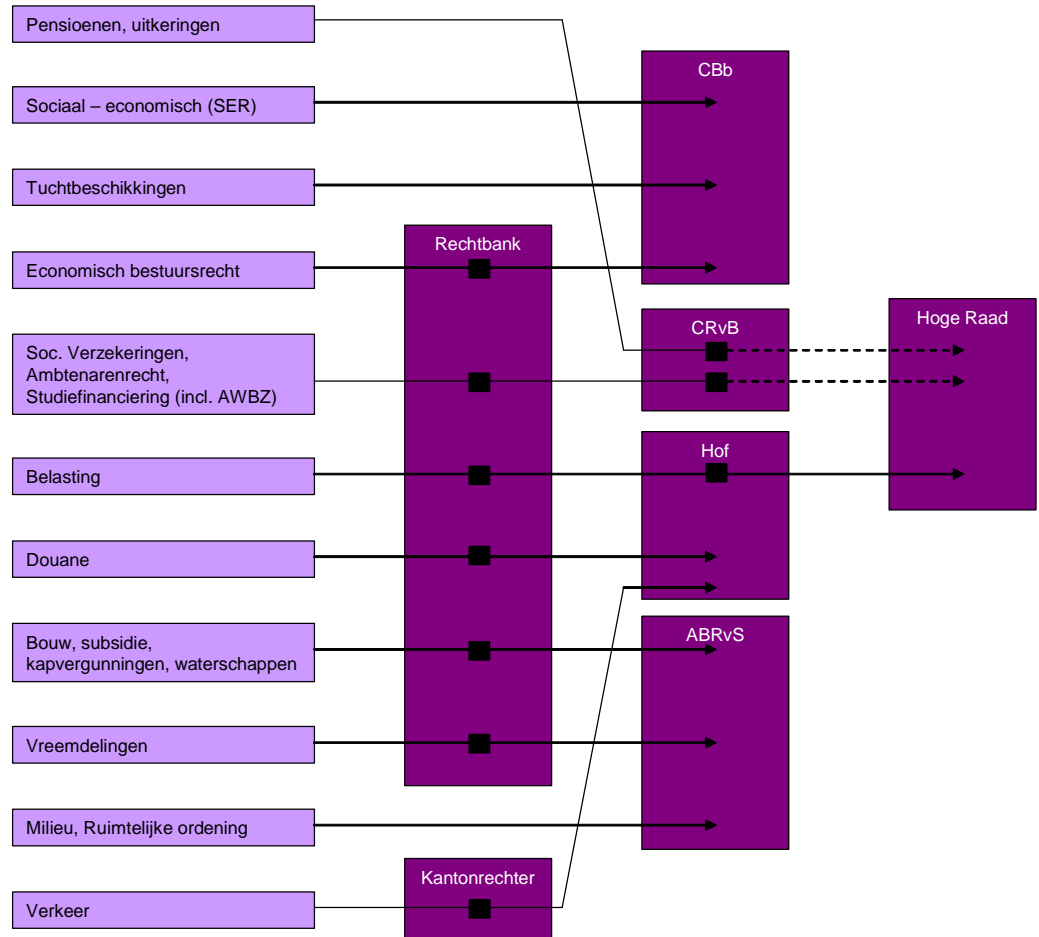 Pensioenen, uitkeringen
CBb
Sociaal – economisch (SER)
Tuchtbeschikkingen
Rechtbank
Economisch bestuursrecht
CRvB
Hoge Raad
Soc. Verzekeringen,
Ambtenarenrecht,
Studiefinanciering (incl. AWBZ)
Hof
Belasting
Douane
ABRvS
Bouw, subsidie,
kapvergunningen, waterschappen
Vreemdelingen
Milieu, Ruimtelijke ordening
Kantonrechter
Verkeer